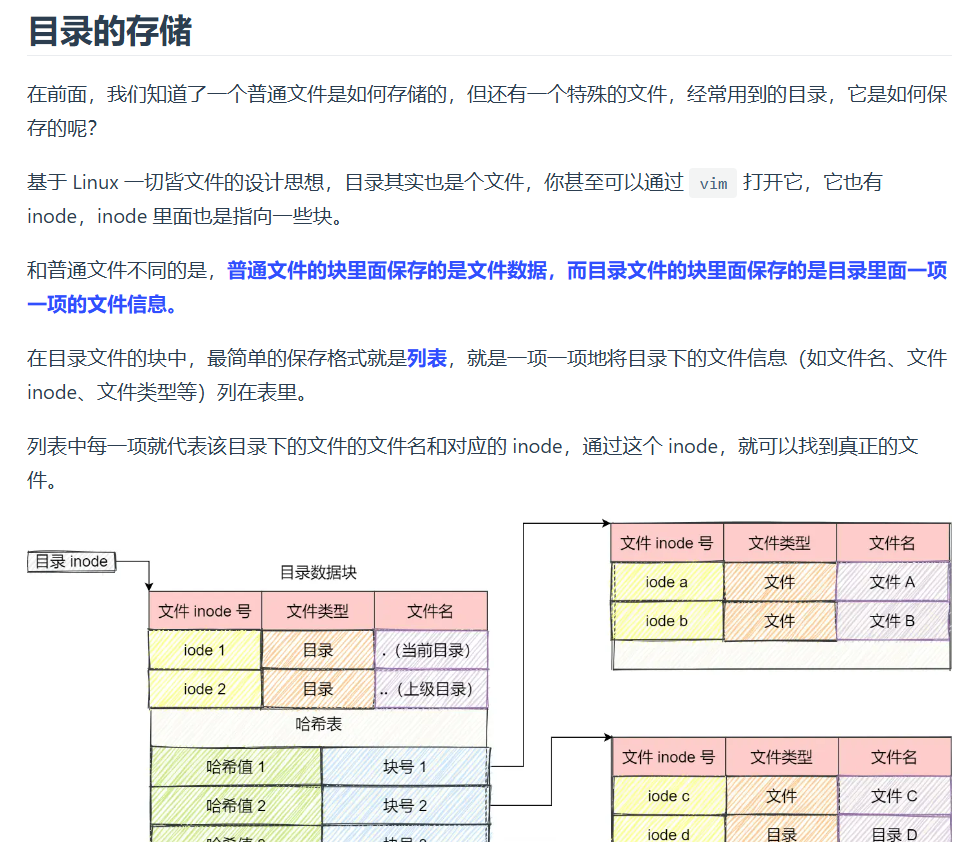 目录的存储
在前面，我们知道了一个普通文件是如何存储的，但还有一个特殊的文件，经常用到的目录，它是如何保
存的呢？
基于 Linux 一切皆文件的设计思想，目录其实也是个文件，你甚至可以通过 vim 打开它，它也有
inode，inode 里面也是指向一些块。
和普通文件不同的是，普通文件的块里面保存的是文件数据，而目录文件的块里面保存的是目录里面一项
一项的文件信息。
在目录文件的块中，最简单的保存格式就是列表，就是一项一项地将目录下的文件信息（如文件名、文件
inode、文件类型等）列在表里。
列表中每一项就代表该目录下的文件的文件名和对应的 inode，通过这个 inode，就可以找到真正的文
件。
目录 inode
目录数据块
文件 inode 号 文件类型 文件名
iode 1 目录 .（当前目录）
iode 2 目录 ..（上级目录）
哈希表
哈希值 1 块号 1
哈希值 2 块号 2
文件 inode 号 文件类型 文件名
iode a 文件 文件 A
iode b 文件 文件 B
文件 inode 号 文件类型 文件名
iode c 文件 文件 C
iode d 目录 目录 D